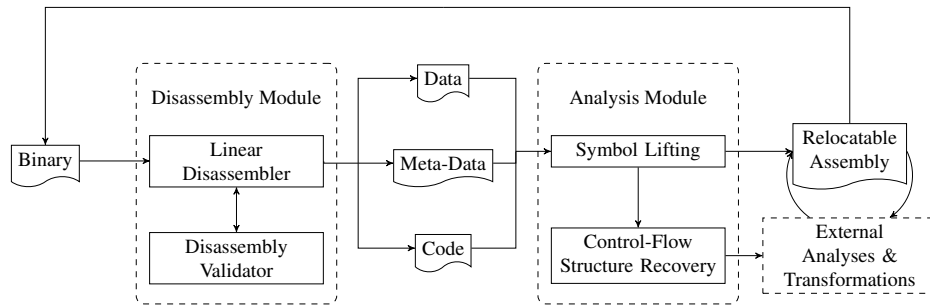 Disassembly Module
Data
Analysis Module
Binary
Linear
Disassembler
Meta-Data
Symbol Lifting
Relocatable
Assembly
Disassembly
Validator
Code
Control-Flow
Structure Recovery
External
Analyses &
Transformations